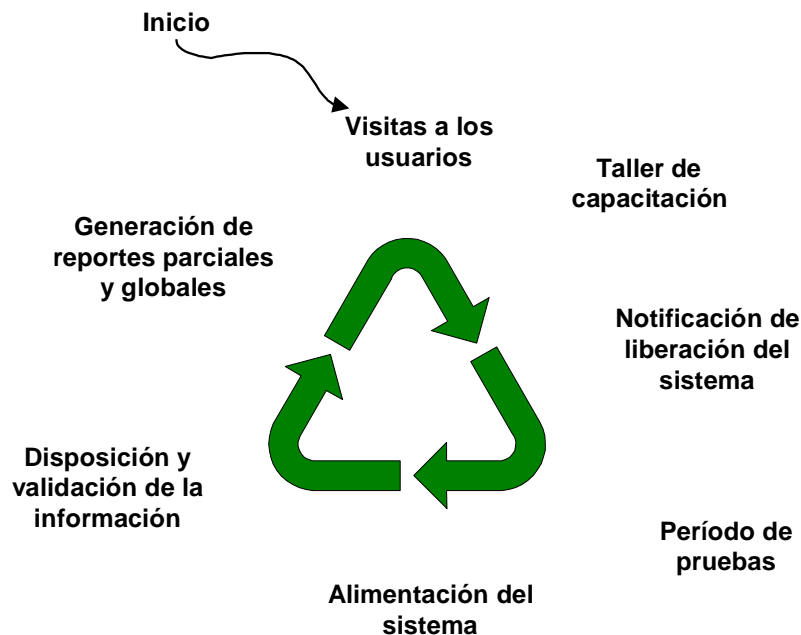 Inicio
Visitas a los
usuarios
Taller de
capacitación
Notificación de
liberación del
sistema
Período de
pruebas
Alimentación del
sistema
Disposición y
validación de la
información
Generación de
reportes parciales
y globales